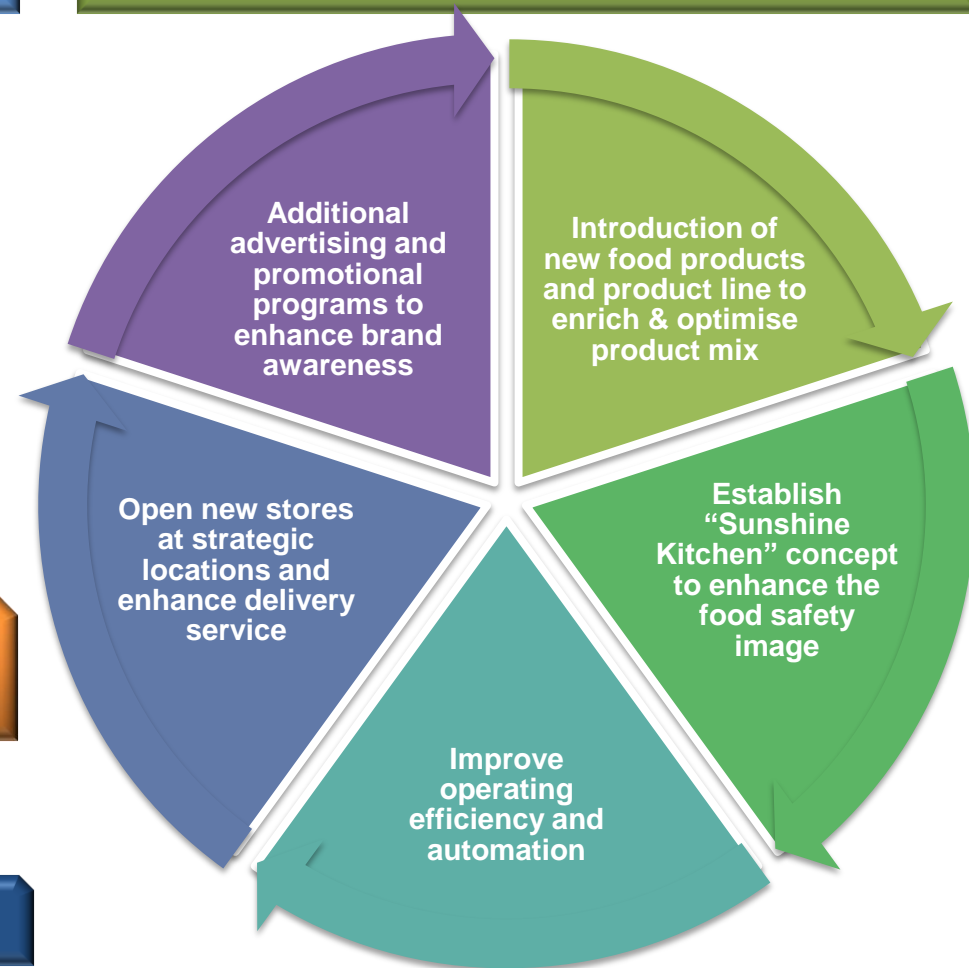 Additional
advertising and
promotional
programs to
enhance brand
awareness
Introduction of
new food products
and product line to
enrich & optimise
product mix
Establish
“Sunshine
Kitchen” concept
to enhance the
food safety
image
Improve
operating
efficiency and
automation
Open new stores
at strategic
locations and
enhance delivery
service